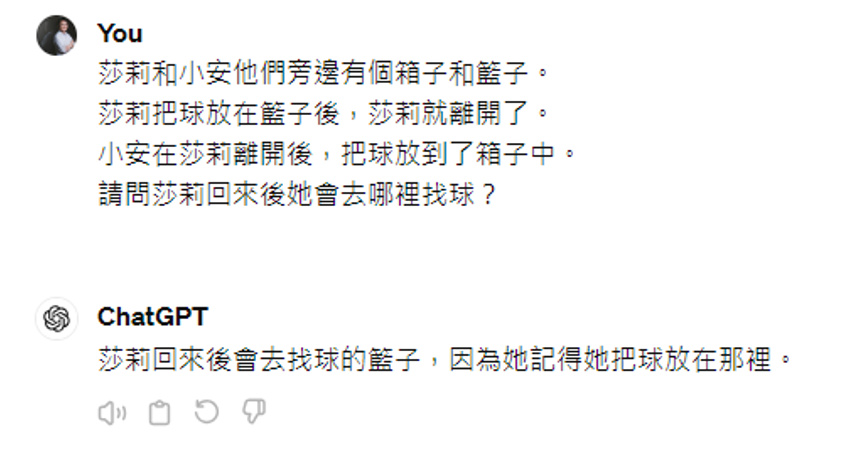 You
莎莉和小安他們旁邊有個箱子和籃子。
莎莉把球放在籃子後，莎莉就離開了。
小安在莎莉離開後，把球放到了箱子中。
請問莎莉回來後她會去哪裡找球？
ChatGPT
莎莉回來後會去找球的籃子，因為她記得她把球放在那裡。